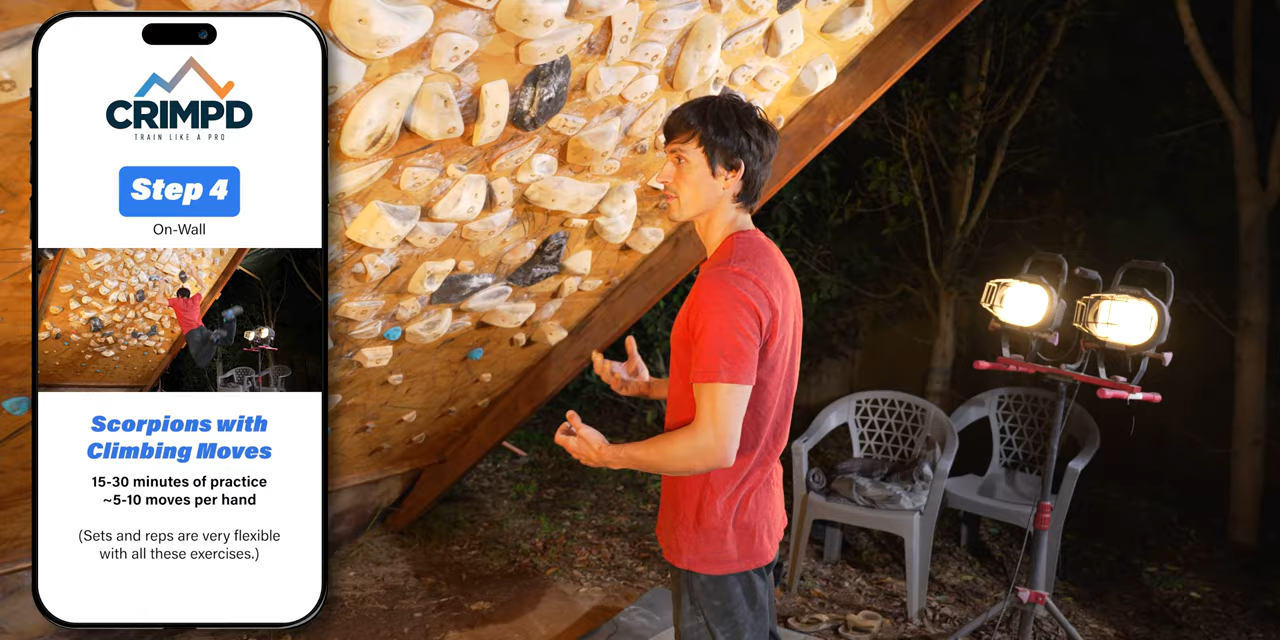 CRIMPD
TRAIN LIKE A PRO
Step 4
On-Wall
Scorpions with
Climbing Moves
15-30 minutes of practice
~5-10 moves per hand
(Sets and reps are very flexible
with all these exercises.)